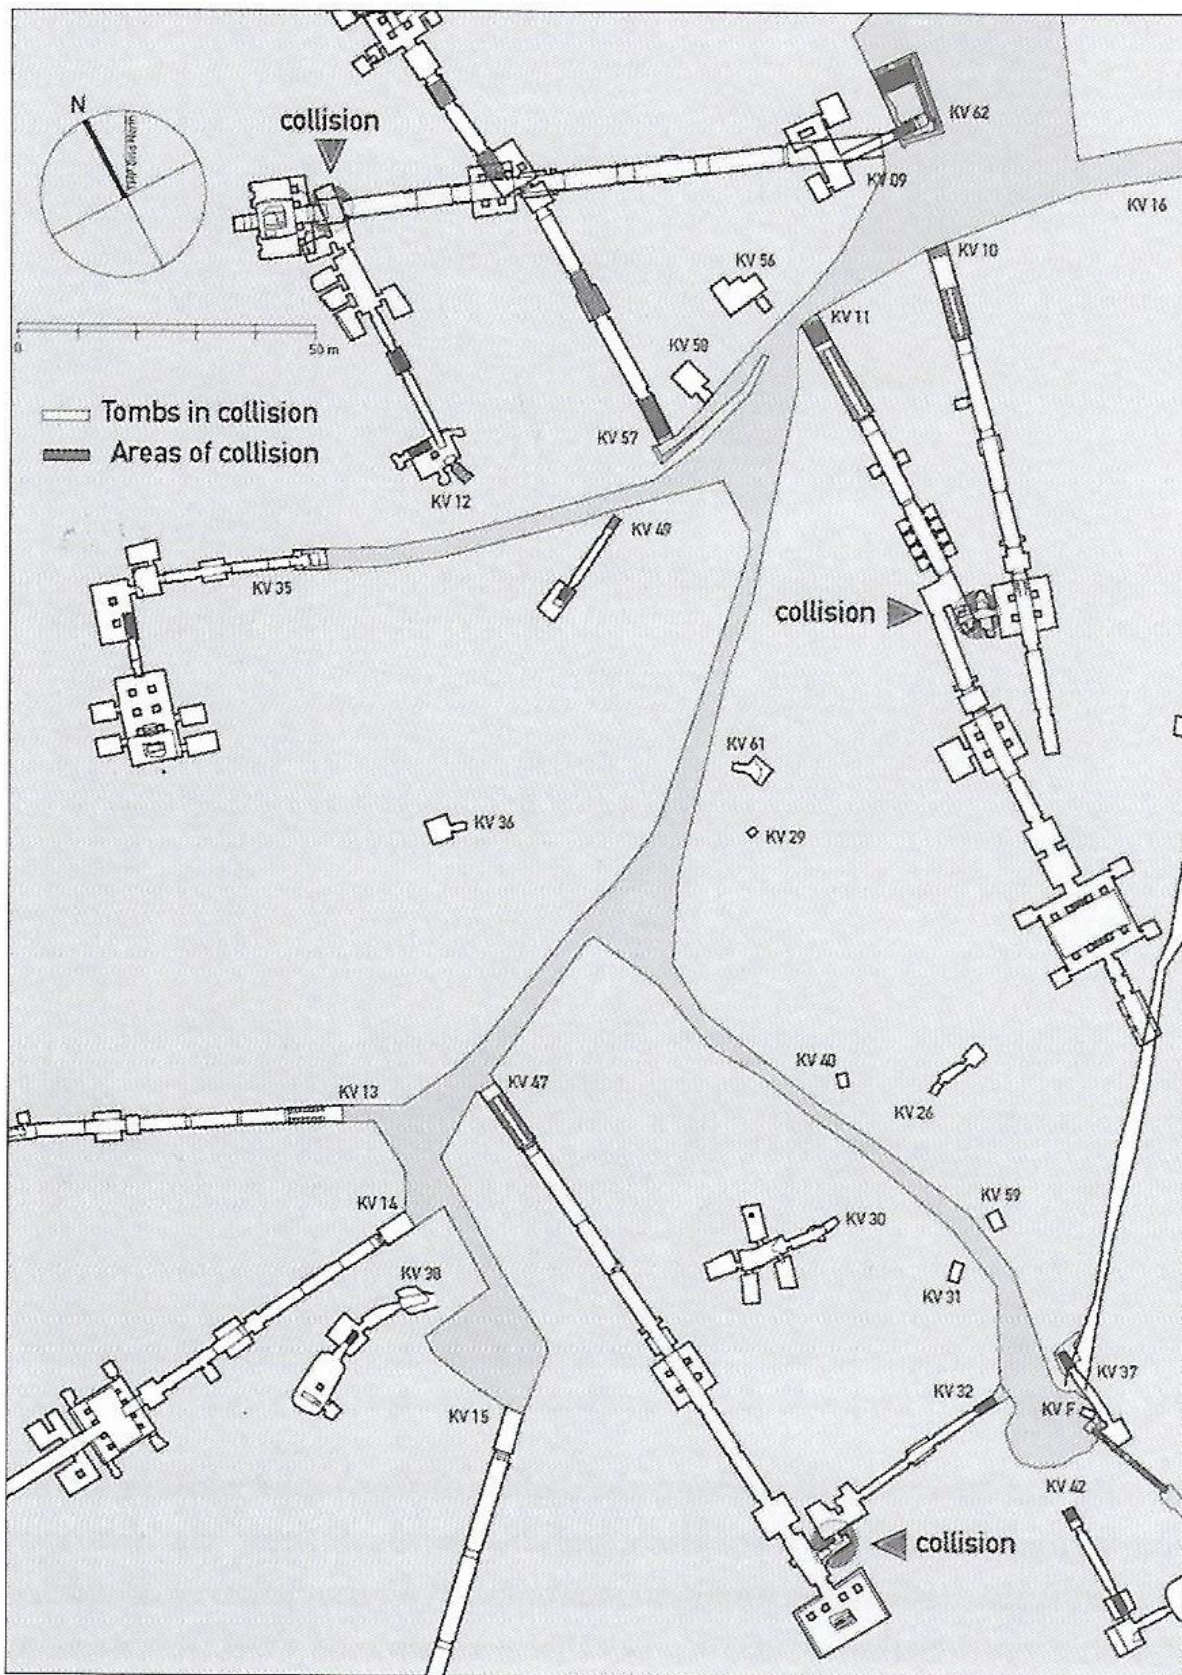 N
collision
KV 62
KV 09
KV 16
KV 10
KV 56
KV 11
0
50 m
KV 58
Tombs in collision
Areas of collision
KV 57
KV 12
KV 49
KV 35
collision
KV 61
KV 36
KV 29
KV 40
KV 47
KV 13
KV 26
KV 14
KV 59
KV 30
KV 38
KV 31
KV 37
KV 32
KV F
KV 15
KV 42
collision